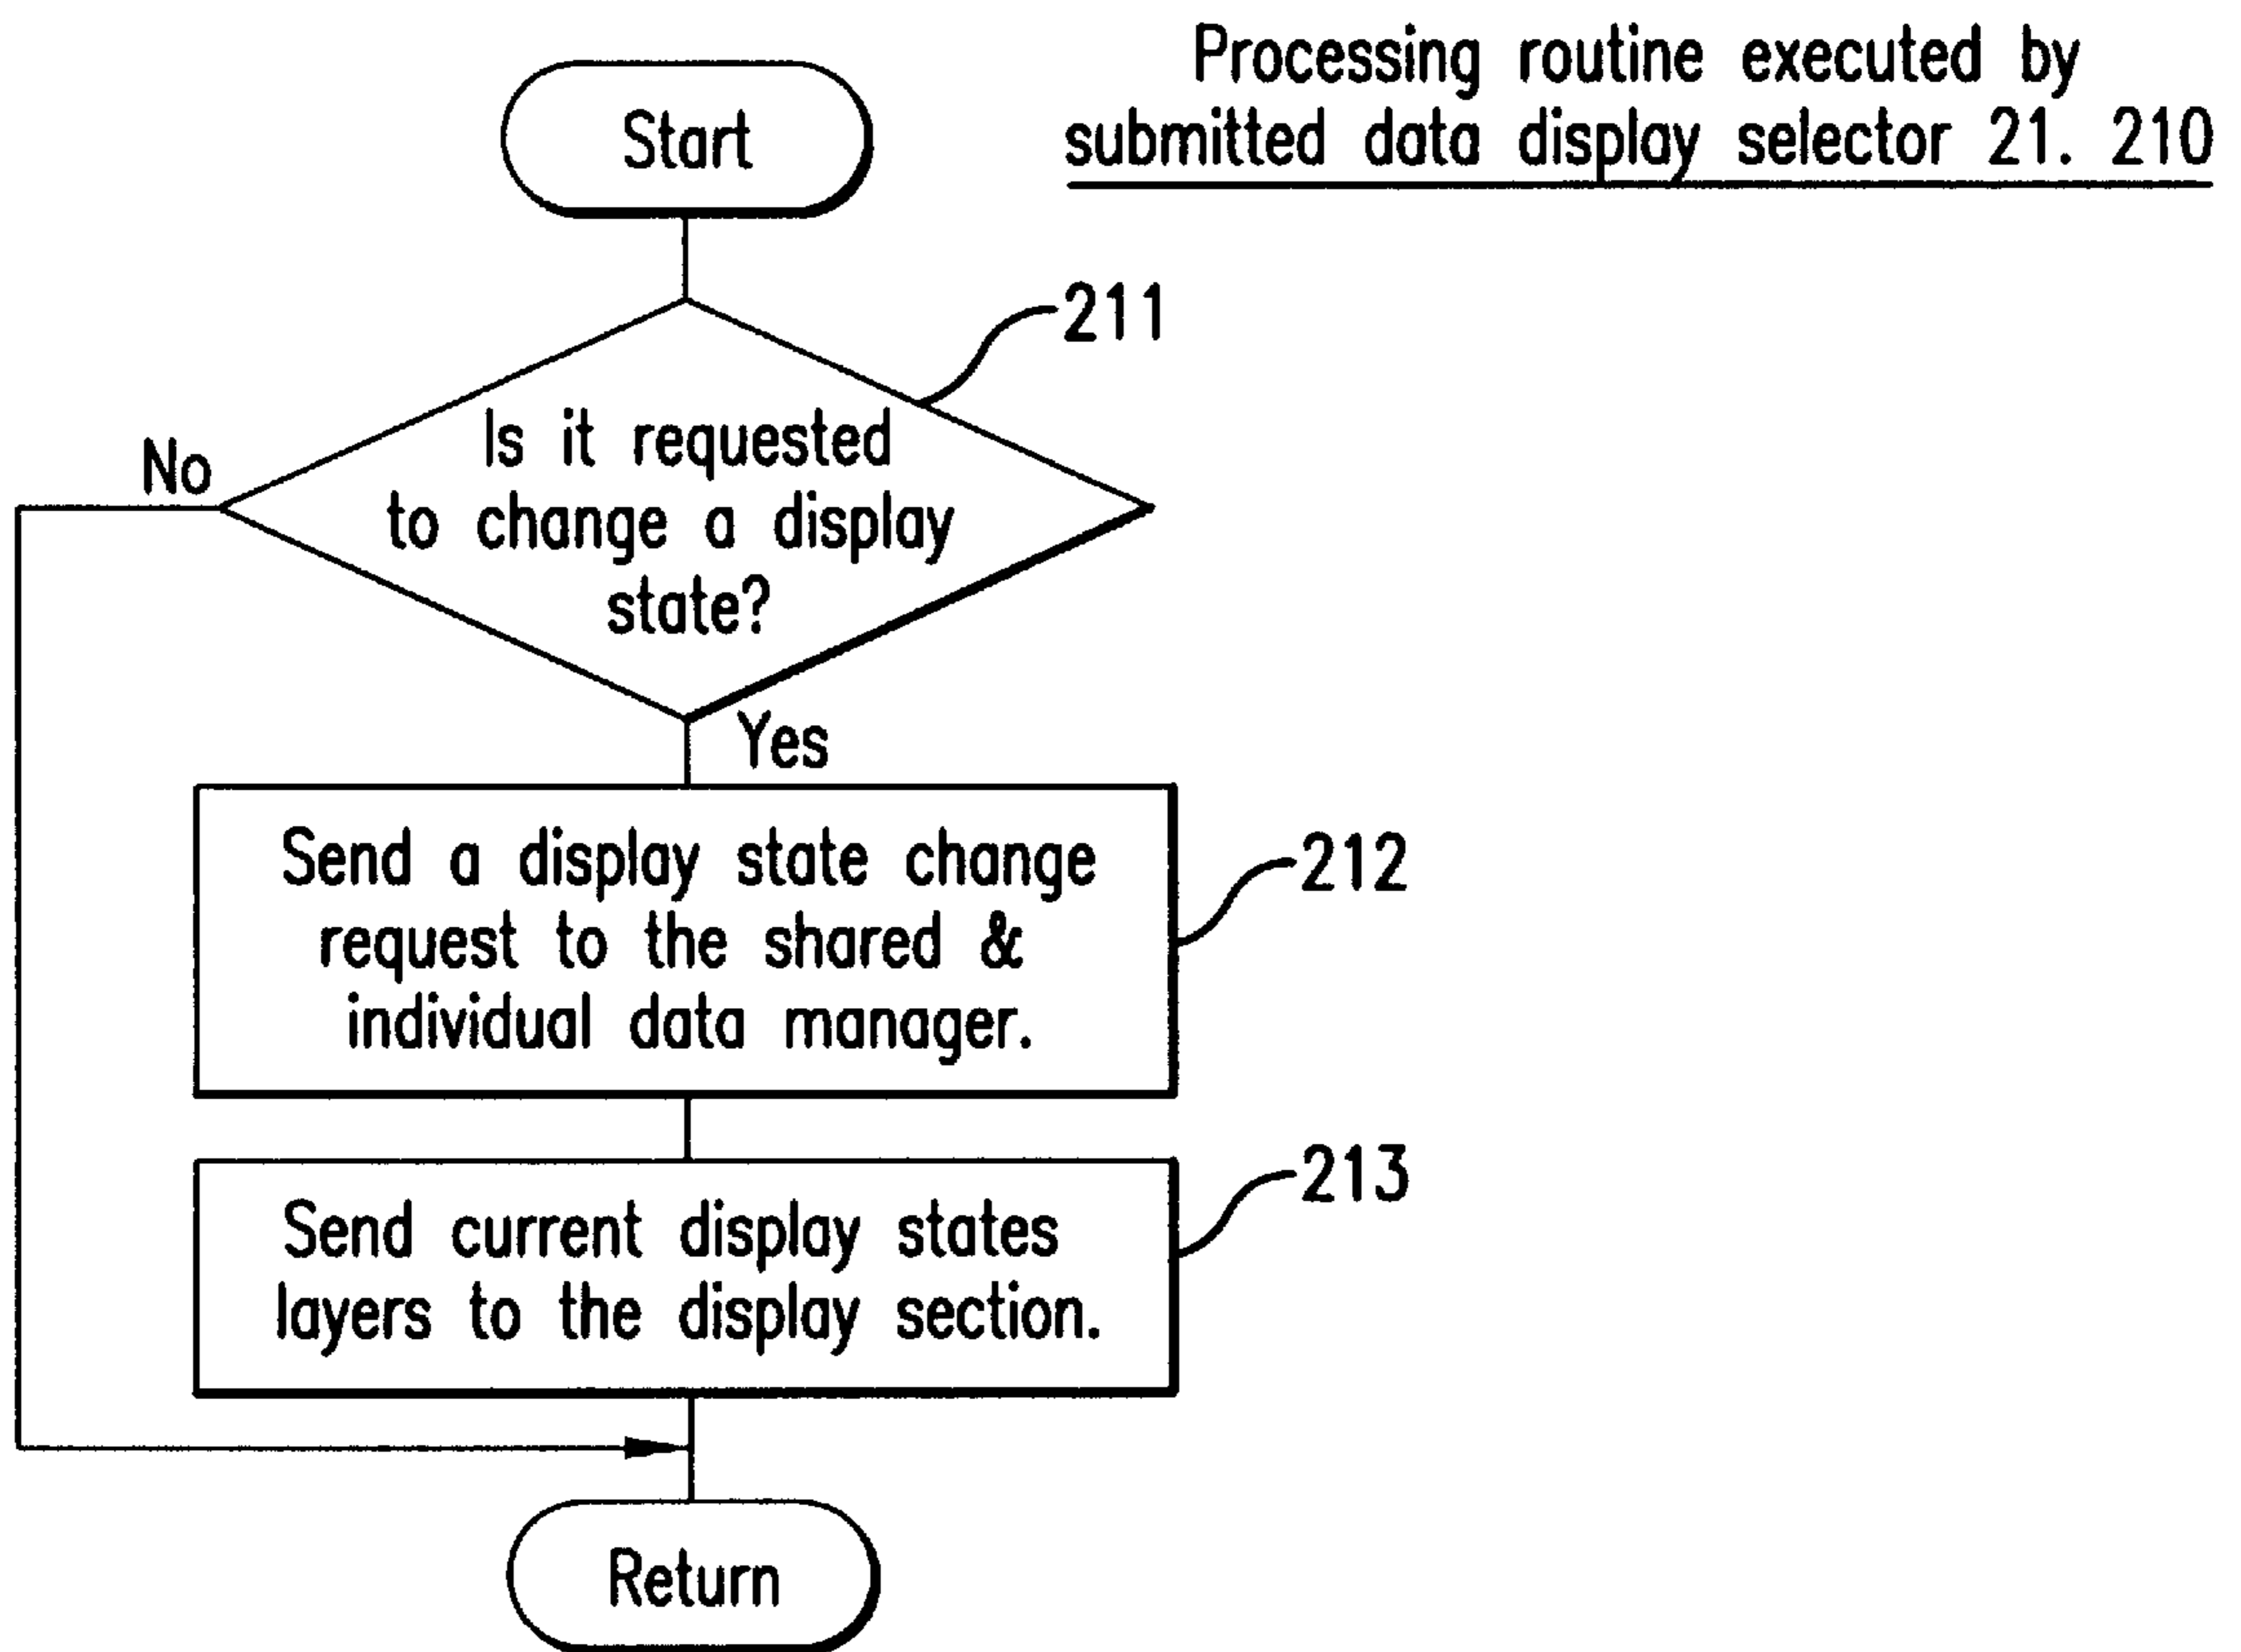 Processing routine executed by
submitted data display selector 21. 210
Start
211
Is it requested
to change a display
state?
No
Yes
Send a display state change
request to the shared &
individual data manager.
212
Send current display states
layers to the display section.
213
Return